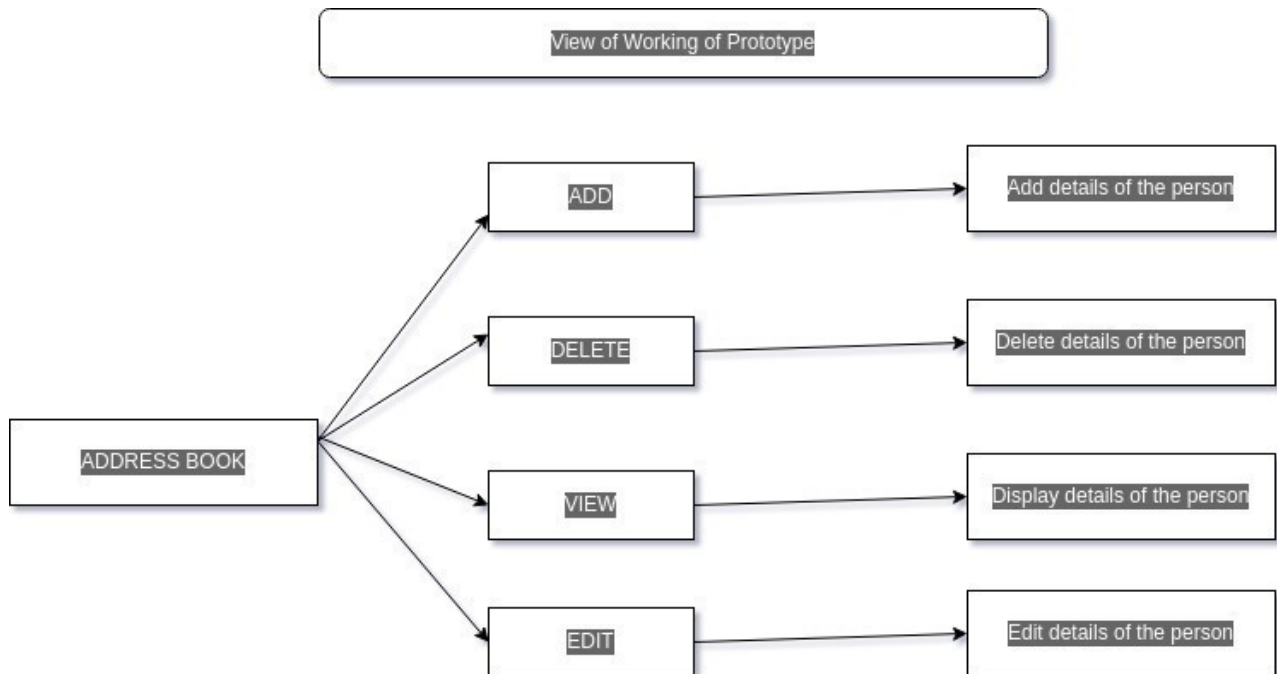 View of Working of Prototype
ADD
Add details of the person
DELETE
Delete details of the person
ADDRESS BOOK
VIEW
Display details of the person
EDIT
Edit details of the person